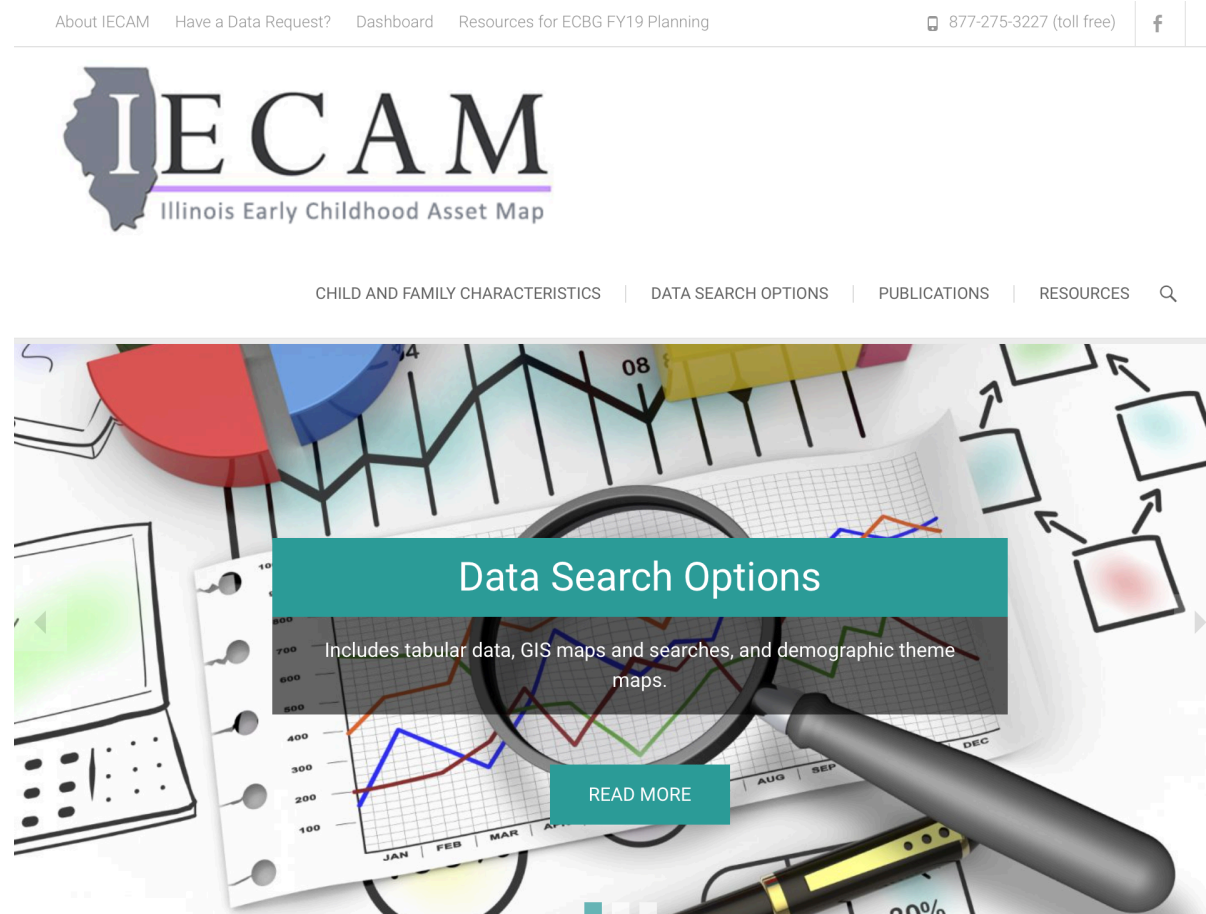 About IECAM Have a Data Request? Dashboard Resources for ECBG FY19 Planning 877-275-3227 (toll free)
IECAM
Illinois Early Childhood Asset Map
CHILD AND FAMILY CHARACTERISTICS DATA SEARCH OPTIONS PUBLICATIONS RESOURCES
08
Data Search Options
Includes tabular data, GIS maps and searches, and demographic theme
maps.
READ MORE
800
700
600
500
400
300
200
100
JAN FEB MAR AUG SEP DEC